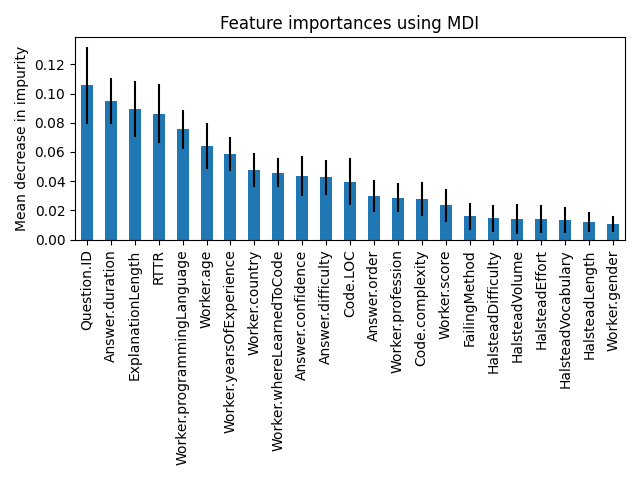 Feature importances using MDI
Mean decrease in impurity
0.12
0.10
0.08
0.06
0.04
0.02
0.00
Question.ID
Answer.duration
ExplanationLength
RTTR
Worker.programmingLanguage
Worker.age
Worker.yearsOfExperience
Worker.country
Worker.whereLearnedToCode
Answer.confidence
Answer.difficulty
Code.LOC
Answer.order
Worker.profession
Code.complexity
Worker.score
FailingMethod
HalsteadDifficulty
HalsteadVolume
HalsteadEffort
HalsteadVocabulary
HalsteadLength
Worker.gender